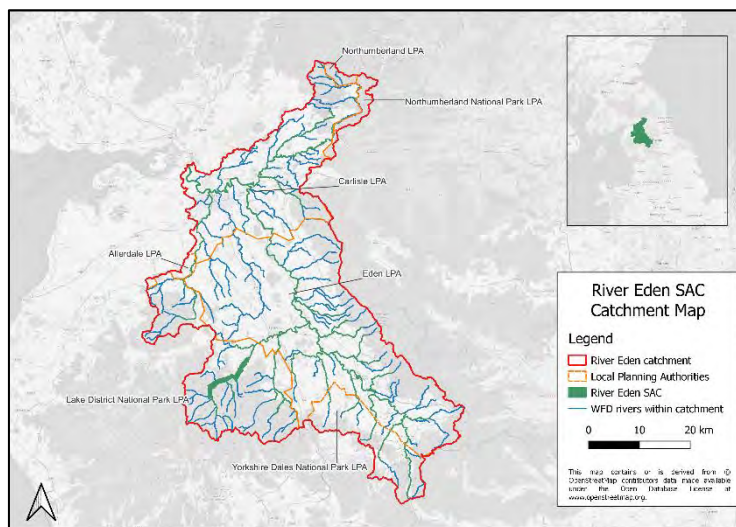 Northumberland LPA
Northumberland National Park LPA
Carlisle LPA
Allerdale LPA
Eden LPA
Lake District National Park LPA
Yorkshire Dales National Park LPA
River Eden SAC
Catchment Map
Legend
River Eden catchment
Local Planning Authorities
River Eden SAC
WFD rivers within catchment
0 10 20 km
This map contains or is derived from ©
OpenStreetMap contributors data made available
under the Open Database License at
www.openstreetmap.org.